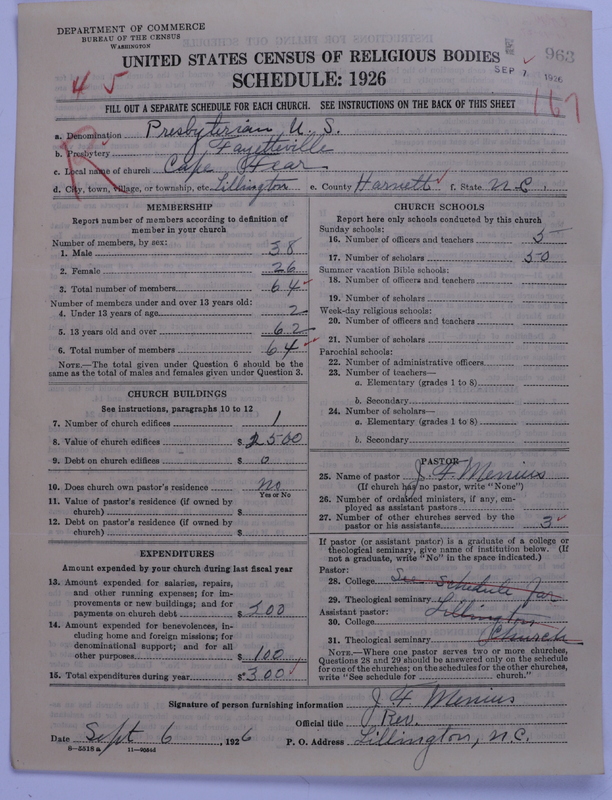 DEPARTMENT OF COMMERCE
BUREAU OF THE CENSUS
WASHINGTON
UNITED STATES CENSUS OF RELIGIOUS BODIES
SCHEDULE: 1926
963
SEP 7 1926
45
167
R
FILL OUT A SEPARATE SCHEDULE FOR EACH CHURCH. SEE INSTRUCTIONS ON THE BACK OF THIS SHEET
a. Denomination Presbyterian U. S.
b. Presbytery Fayetteville
c. Local name of church Cape Fear
d. City, town, village, or township, etc. Lillington e. County Harnett f. State N.C.
MEMBERSHIP
Report number of members according to definition of
member in your church
Number of members, by sex:
1. Male 38
2. Female 26
3. Total number of members 64
Number of members under and over 13 years old:
4. Under 13 years of age 2
5. 13 years old and over 62
6. Total number of members 64
NOTE.—The total given under Question 6 should be the
same as the total of males and females given under Question 3.
CHURCH BUILDINGS
See instructions, paragraphs 10 to 12
7. Number of church edifices 1
8. Value of church edifices $ 2500
9. Debt on church edifices $ 0
10. Does church own pastor's residence No
Yes or No
11. Value of pastor's residence (if owned by
church) $
12. Debt on pastor's residence (if owned by
church) $
EXPENDITURES
Amount expended by your church during last fiscal year
13. Amount expended for salaries, repairs,
and other running expenses; for im-
provements or new buildings; and for
payments on church debt $ 200
14. Amount expended for benevolences, in-
cluding home and foreign missions; for
denominational support; and for all
other purposes $ 100
15. Total expenditures during year $ 300
CHURCH SCHOOLS
Report here only schools conducted by this church
Sunday schools:
16. Number of officers and teachers 5
17. Number of scholars 50
Summer vacation Bible schools:
18. Number of officers and teachers
19. Number of scholars
Week-day religious schools:
20. Number of officers and teachers
21. Number of scholars
Parochial schools:
22. Number of administrative officers
23. Number of teachers—
a. Elementary (grades 1 to 8)
b. Secondary
24. Number of scholars—
a. Elementary (grades 1 to 8)
b. Secondary
PASTOR
25. Name of pastor J. F. Menius
(If church has no pastor, write "None")
26. Number of ordained ministers, if any, em-
ployed as assistant pastors
27. Number of other churches served by the
pastor or his assistants 3
If pastor (or assistant pastor) is a graduate of a college or
theological seminary, give name of institution below. (If
not a graduate, write "No" in the space indicated.)
Pastor:
28. College See Schedule For
29. Theological seminary Lillington
Assistant pastor:
30. College
31. Theological seminary Church
NOTE.—Where one pastor serves two or more churches,
Questions 28 and 29 should be answered only on the schedule
for one of the churches; on the schedules for the other churches,
write "See schedule for church."
Signature of person furnishing information J. F. Menius
Official title Rev.
Date Sept 6, 1926 P. O. Address Lillington, N.C.
8-5518 a 11-9084d